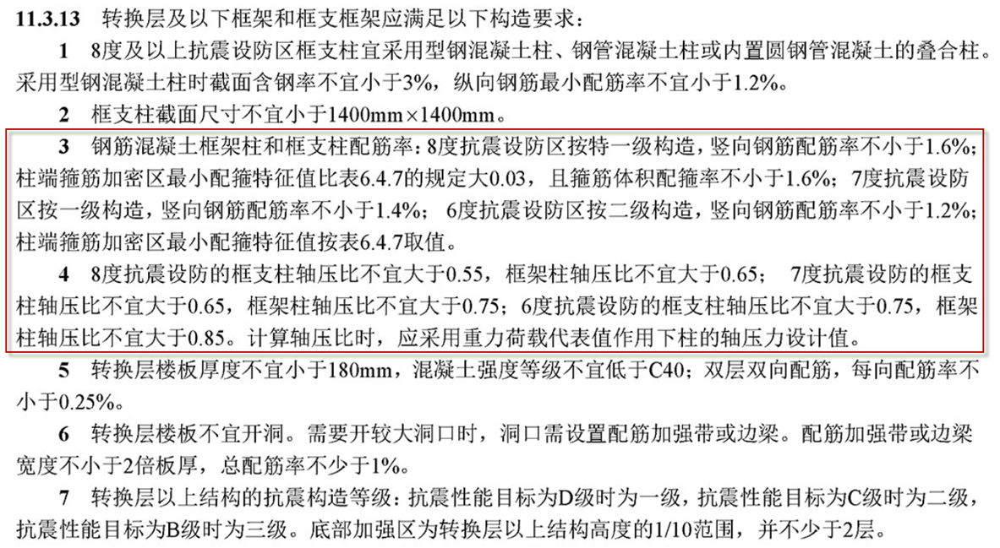 11.3.13 转换层及以下框架和框支框架应满足以下构造要求：
1 8度及以上抗震设防区框支柱宜采用型钢混凝土柱、钢管混凝土柱或内置圆钢管混凝土的叠合柱。
采用型钢混凝土柱时截面含钢率不宜小于3%，纵向钢筋最小配筋率不宜小于1.2%。
2 框支柱截面尺寸不宜小于1400mm×1400mm。
3 钢筋混凝土框架柱和框支柱配筋率：8度抗震设防区按特一级构造，竖向钢筋配筋率不小于1.6%；
柱端箍筋加密区最小配箍特征值比表6.4.7的规定大0.03，且箍筋体积配箍率不小于1.6%；7度抗震设防
区按一级构造，竖向钢筋配筋率不小于1.4%； 6度抗震设防区按二级构造，竖向钢筋配筋率不小于1.2%；
柱端箍筋加密区最小配箍特征值按表6.4.7取值。
4 8度抗震设防的框支柱轴压比不宜大于0.55，框架柱轴压比不宜大于0.65； 7度抗震设防的框支
柱轴压比不宜大于0.65，框架柱轴压比不宜大于0.75；6度抗震设防的框支柱轴压比不宜大于0.75，框架
柱轴压比不宜大于0.85。计算轴压比时，应采用重力荷载代表值作用下柱的轴压力设计值。
5 转换层楼板厚度不宜小于180mm，混凝土强度等级不宜低于C40；双层双向配筋，每向配筋率不
小于0.25%。
6 转换层楼板不宜开洞。需要开较大洞口时，洞口需设置配筋加强带或边梁。配筋加强带或边梁
宽度不小于2倍板厚，总配筋率不少于1%。
7 转换层以上结构的抗震构造等级：抗震性能目标为D级时为一级，抗震性能目标为C级时为二级，
抗震性能目标为B级时为三级。底部加强区为转换层以上结构高度的1/10范围，并不少于2层。